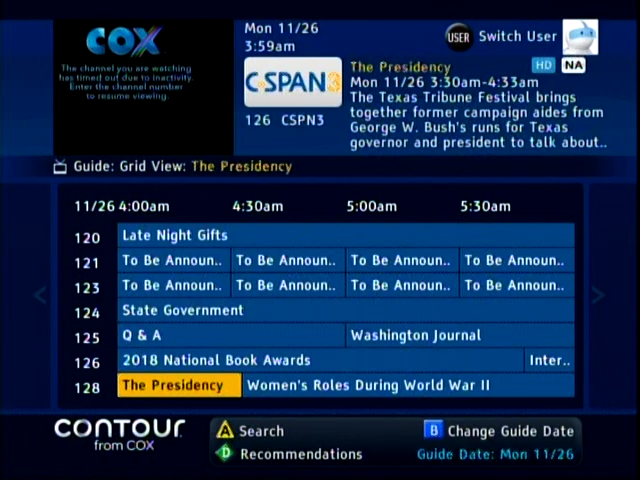 COX
The channel you are watching
has timed out due to inactivity.
Enter the channel number
to resume viewing.
Mon 11/26
3:59am
USER Switch User
C-SPAN3
126 CSPN3
The Presidency HD NA
Mon 11/26 3:30am-4:33am
The Texas Tribune Festival brings
together former campaign aides from
George W. Bush's runs for Texas
governor and president to talk about..
Guide: Grid View: The Presidency
11/26 4:00am 4:30am 5:00am 5:30am
120 Late Night Gifts
121 To Be Announ.. To Be Announ.. To Be Announ.. To Be Announ..
123 To Be Announ.. To Be Announ.. To Be Announ.. To Be Announ..
124 State Government
125 Q & A Washington Journal
126 2018 National Book Awards Inter..
128 The Presidency Women's Roles During World War II
contour
from COX
A Search
B Change Guide Date
D Recommendations
Guide Date: Mon 11/26